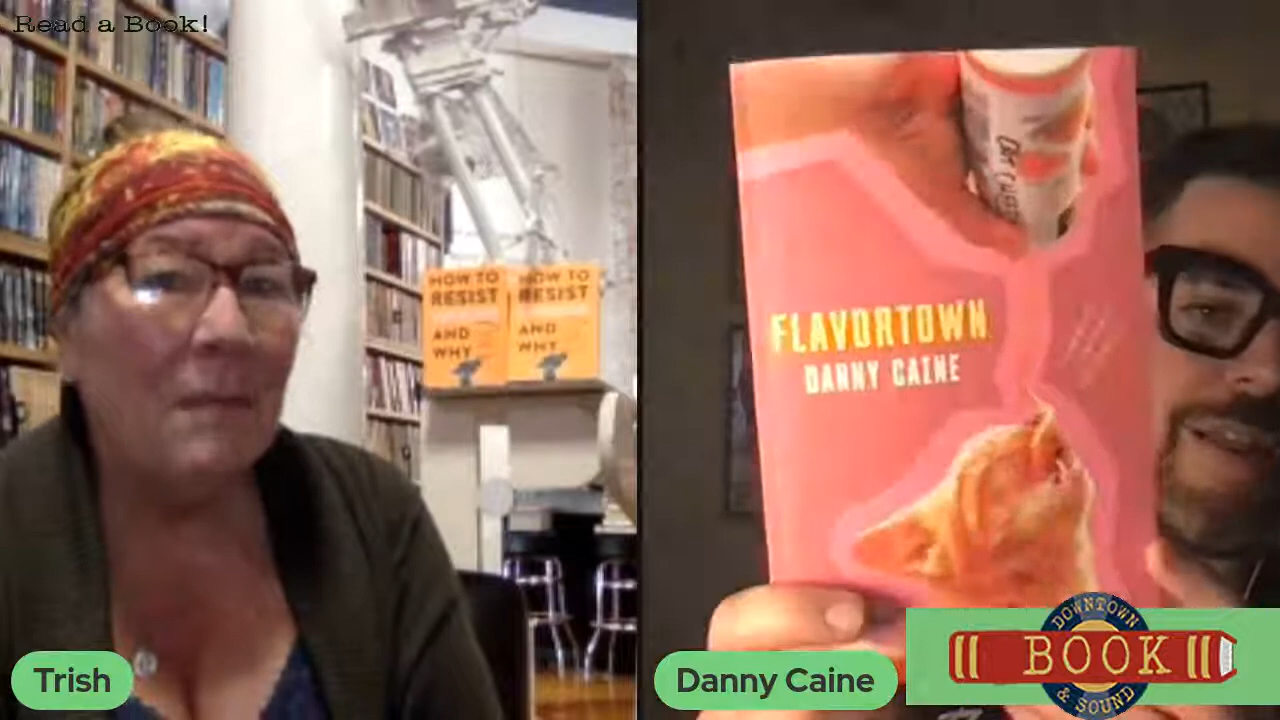 Read a Book!
HOW TO
RESIST
AND
WHY
HOW TO
RESIST
AND
WHY
FLAVORTOWN
DANNY CAINE
Trish
Danny Caine
DOWNTOWN
BOOK
& SOUND